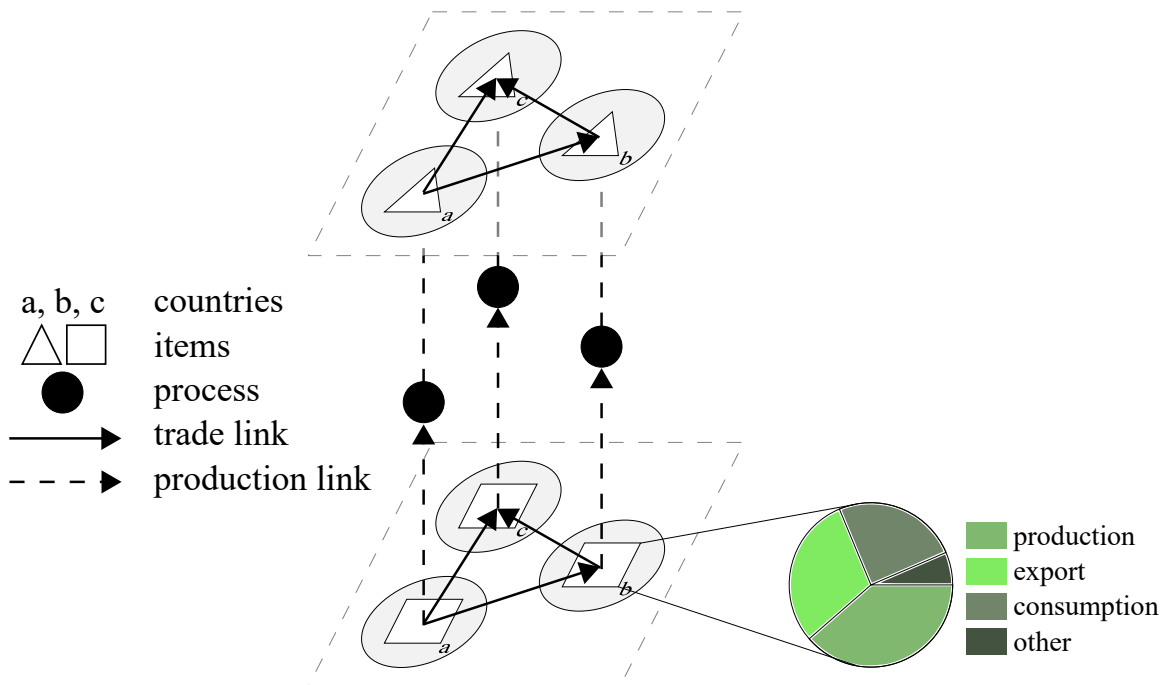 c
b
a
a, b, c countries
items
process
trade link
production link
c
b
a
production
export
consumption
other